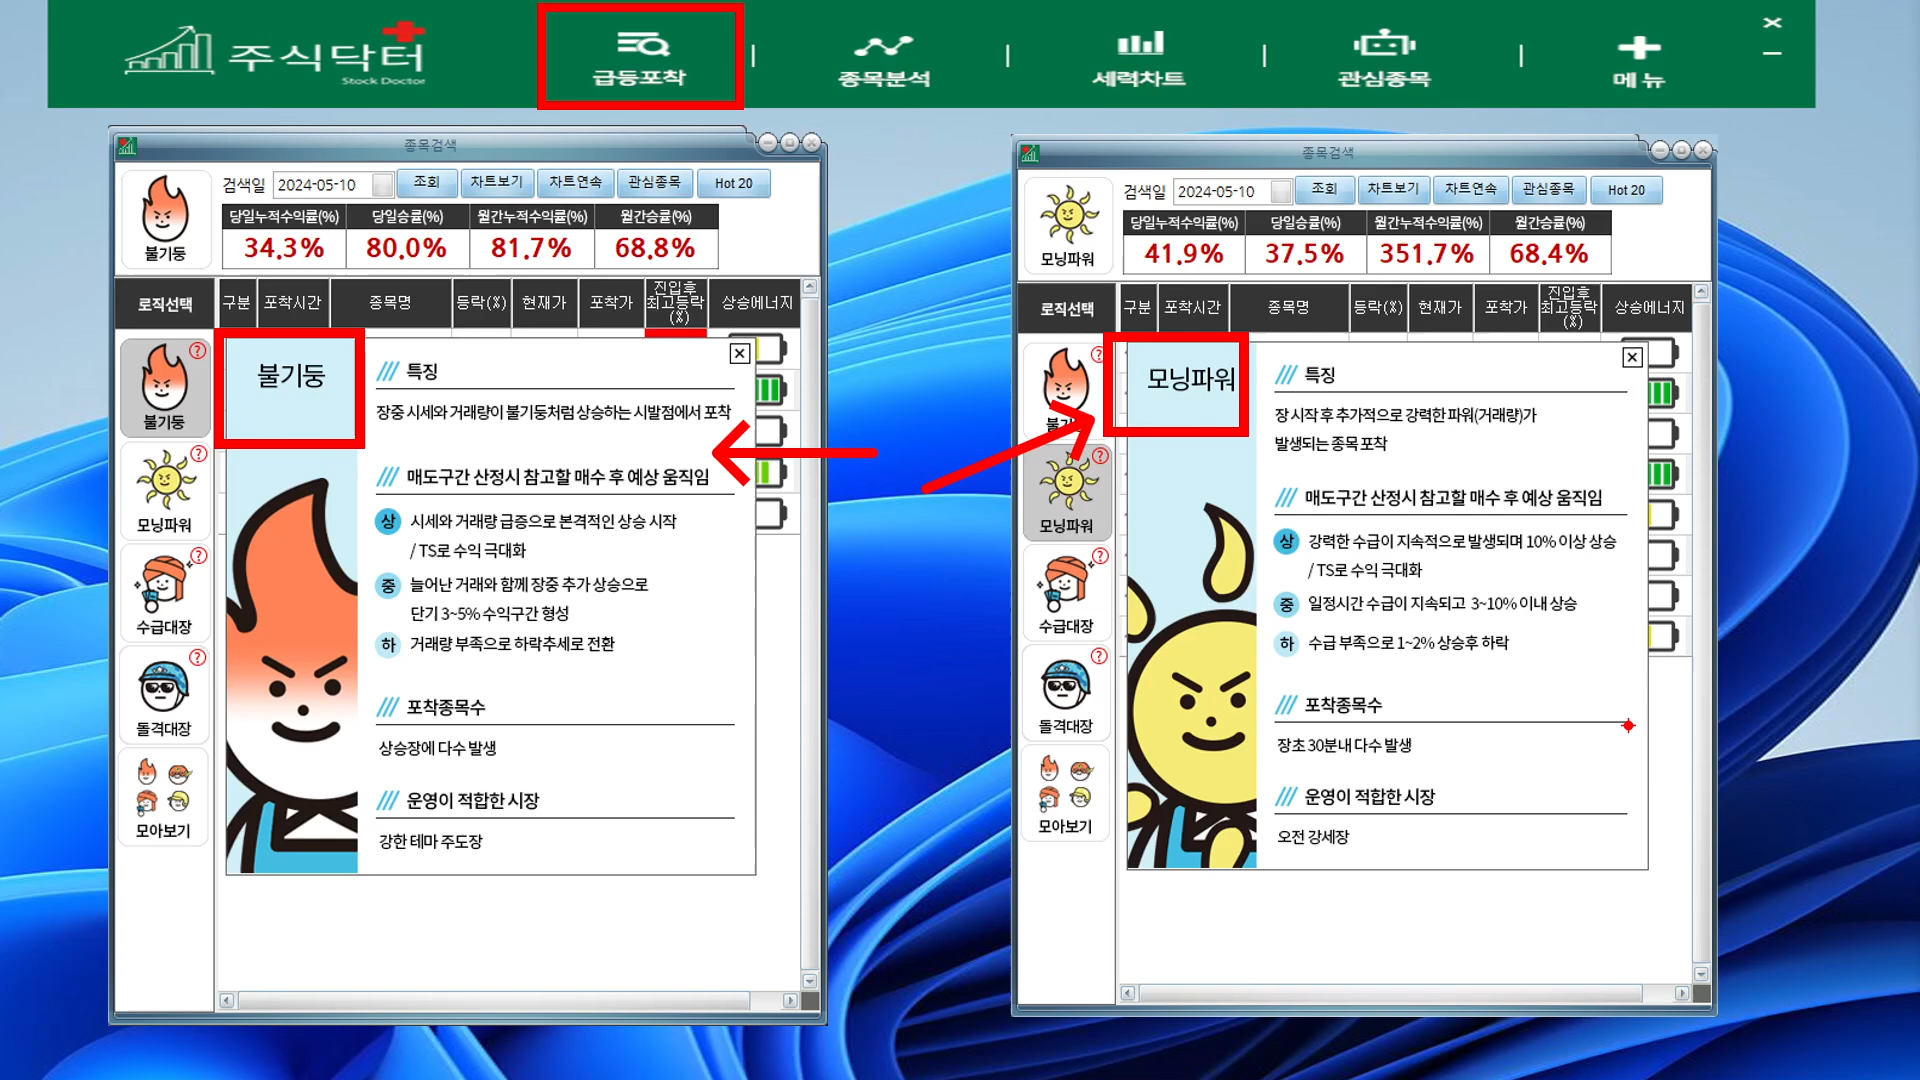 주식닥터
Stock Doctor
급등포착
종목분석
세력차트
관심종목
메뉴
종목검색
불기둥
검색일
2024-05-10
조회
차트보기
차트연속
관심종목
Hot 20
당일누적수익률(%)
당일승률(%)
월간누적수익률(%)
월간승률(%)
34.3%
80.0%
81.7%
68.8%
로직선택
구분
포착시간
종목명
등락(%)
현재가
포착가
진입후
최고등락
(%)
상승에너지
불기둥
모닝파워
수급대장
돌격대장
모아보기
불기둥
/// 특징
장중 시세와 거래량이 불기둥처럼 상승하는 시발점에서 포착
/// 매도구간 산정시 참고할 매수 후 예상 움직임
상 시세와 거래량 급증으로 본격적인 상승 시작
/ TS로 수익 극대화
중 늘어난 거래와 함께 장중 추가 상승으로
단기 3~5% 수익구간 형성
하 거래량 부족으로 하락추세로 전환
/// 포착종목수
상승장에 다수 발생
/// 운영이 적합한 시장
강한 테마 주도장
종목검색
모닝파워
검색일
2024-05-10
조회
차트보기
차트연속
관심종목
Hot 20
당일누적수익률(%)
당일승률(%)
월간누적수익률(%)
월간승률(%)
41.9%
37.5%
351.7%
68.4%
로직선택
구분
포착시간
종목명
등락(%)
현재가
포착가
진입후
최고등락
(%)
상승에너지
모닝파워
수급대장
돌격대장
모아보기
모닝파워
/// 특징
장 시작 후 추가적으로 강력한 파워(거래량)가
발생되는 종목 포착
/// 매도구간 산정시 참고할 매수 후 예상 움직임
상 강력한 수급이 지속적으로 발생되며 10% 이상 상승
/ TS로 수익 극대화
중 일정시간 수급이 지속되고 3~10% 이내 상승
하 수급 부족으로 1~2% 상승후 하락
/// 포착종목수
장초 30분내 다수 발생
/// 운영이 적합한 시장
오전 강세장